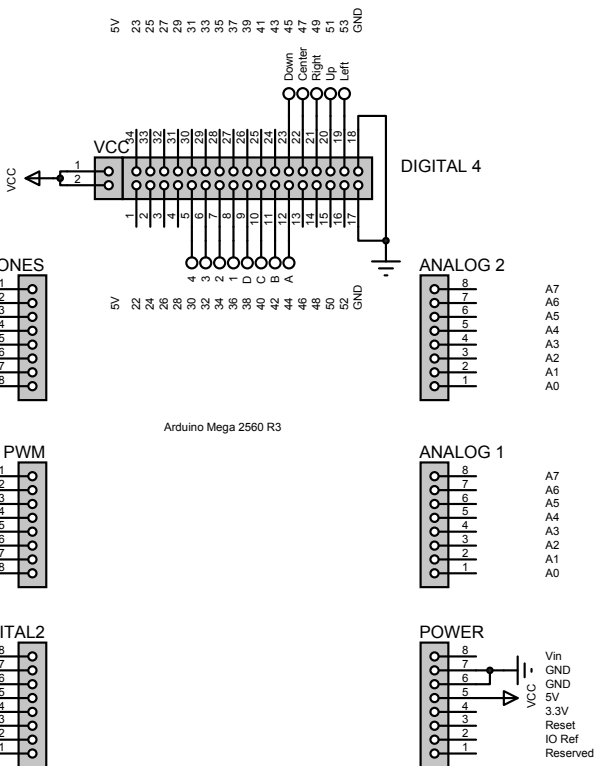 5V 23 25 27 29 31 33 35 37 39 41 43 45 47 49 51 53 GND
Down Center Right Up Left
34 33 32 31 30 29 28 27 26 25 24 23 22 21 20 19 18
VCC
1
2
VCC
DIGITAL 4
1 2 3 4 5 6 7 8 9 10 11 12 13 14 15 16 17
4 3 2 1 D C B A
5V 22 24 26 28 30 32 34 36 38 40 42 44 46 48 50 52 GND
ONES
1
2
3
4
5
6
7
8
ANALOG 2
8 A7
7 A6
6 A5
5 A4
4 A3
3 A2
2 A1
1 A0
Arduino Mega 2560 R3
PWM
1
2
3
4
5
6
7
8
ANALOG 1
8 A7
7 A6
6 A5
5 A4
4 A3
3 A2
2 A1
1 A0
ITAL2
8
7
6
5
4
3
2
1
POWER
8 Vin
7 GND
6 GND
5 VCC 5V
4 3.3V
3 Reset
2 IO Ref
1 Reserved